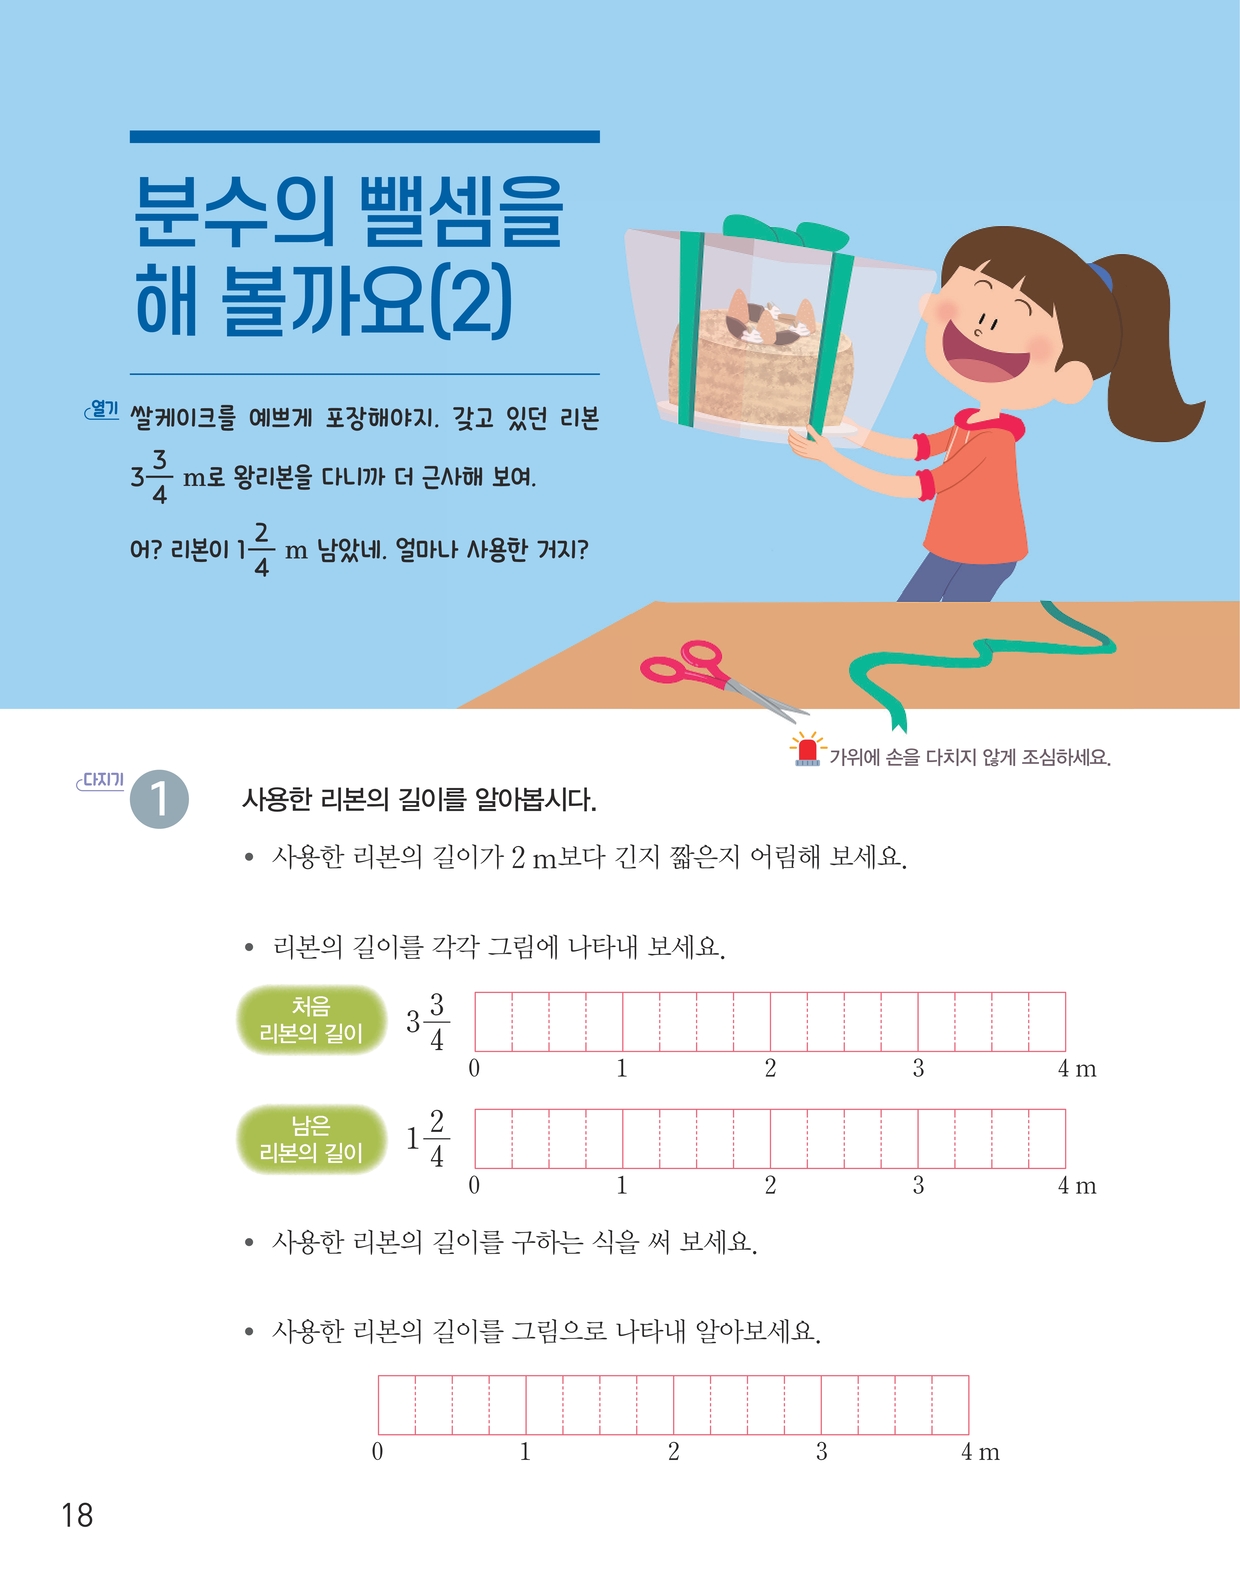 분수의 뺄셈을
해 볼까요(2)
열기
쌀케이크를 예쁘게 포장해야지. 갖고 있던 리본
3 3/4 m로 왕리본을 다니까 더 근사해 보여.
어? 리본이 1 2/4 m 남았네. 얼마나 사용한 거지?
가위에 손을 다치지 않게 조심하세요.
다지기
1 사용한 리본의 길이를 알아봅시다.
• 사용한 리본의 길이가 2 m보다 긴지 짧은지 어림해 보세요.
• 리본의 길이를 각각 그림에 나타내 보세요.
처음
리본의 길이
3 3/4
0 1 2 3 4 m
남은
리본의 길이
1 2/4
0 1 2 3 4 m
• 사용한 리본의 길이를 구하는 식을 써 보세요.
• 사용한 리본의 길이를 그림으로 나타내 알아보세요.
0 1 2 3 4 m
18